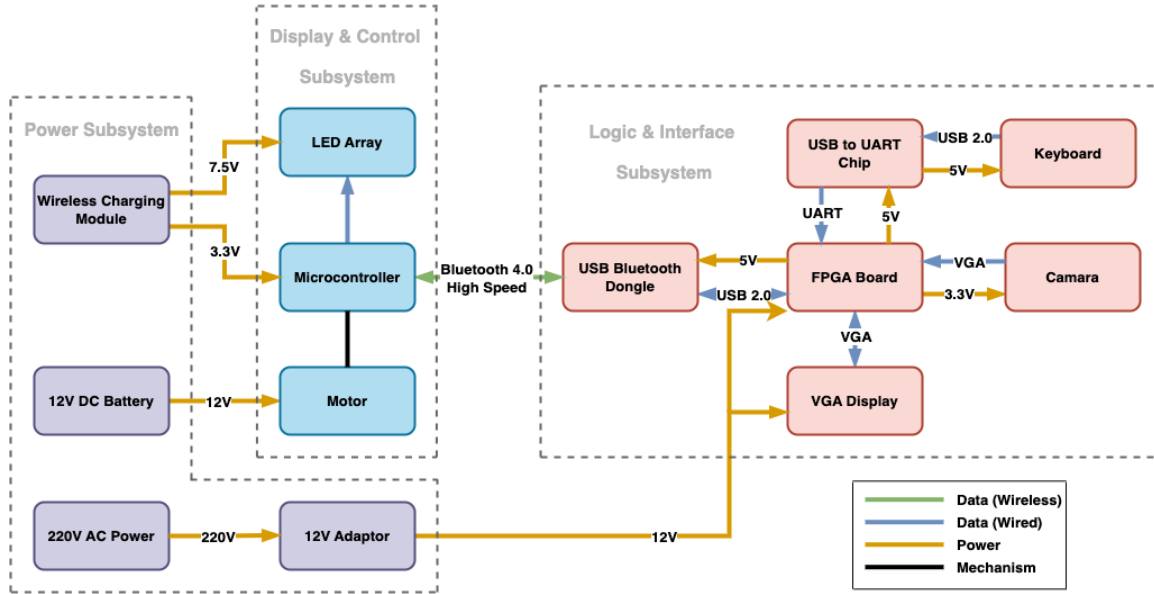 Display & Control
Subsystem
Power Subsystem
Logic & Interface
Subsystem
LED Array
7.5V
Wireless Charging
Module
3.3V
Microcontroller
Bluetooth 4.0
High Speed
USB Bluetooth
Dongle
5V
USB 2.0
USB to UART
Chip
USB 2.0
5V
Keyboard
UART
5V
FPGA Board
VGA
3.3V
Camara
VGA
VGA Display
12V DC Battery
12V
Motor
220V AC Power
220V
12V Adaptor
12V
Data (Wireless)
Data (Wired)
Power
Mechanism